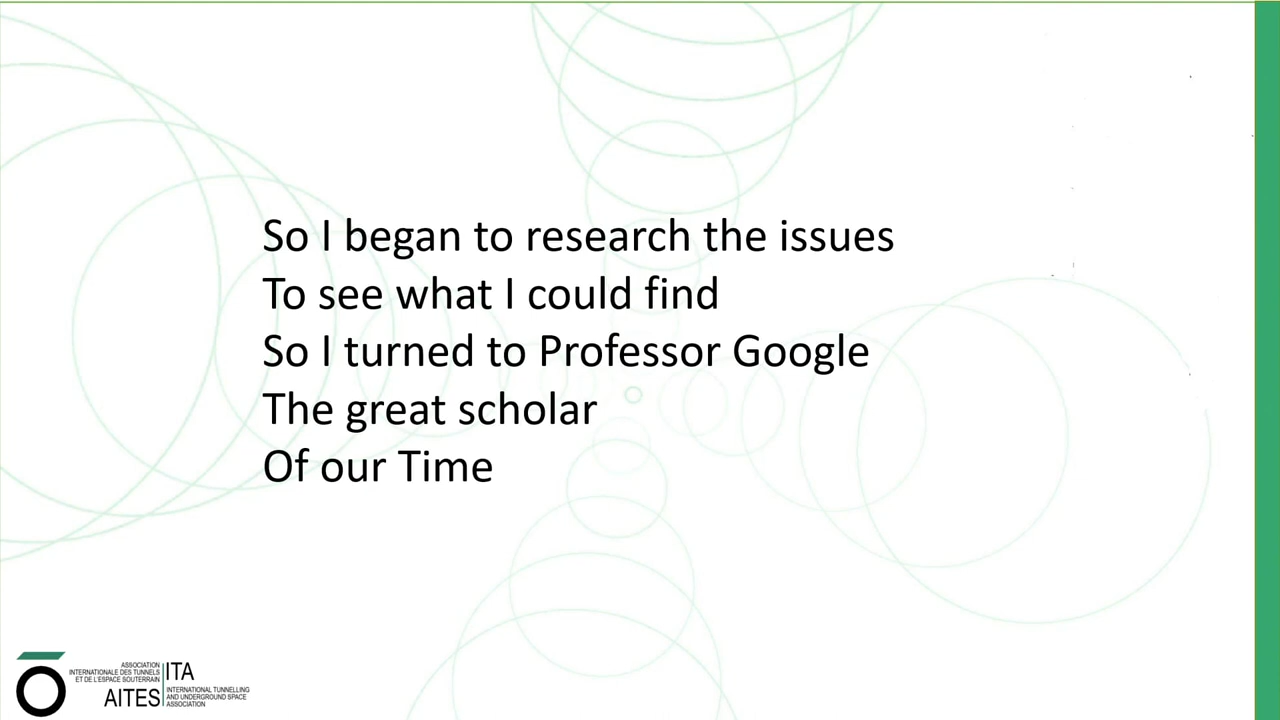 So I began to research the issues
To see what I could find
So I turned to Professor Google
The great scholar
Of our Time
ASSOCIATION
INTERNATIONALE DES TUNNELS
ET DE L'ESPACE SOUTERRAIN
AITES
ITA
INTERNATIONAL TUNNELLING
AND UNDERGROUND SPACE
ASSOCIATION